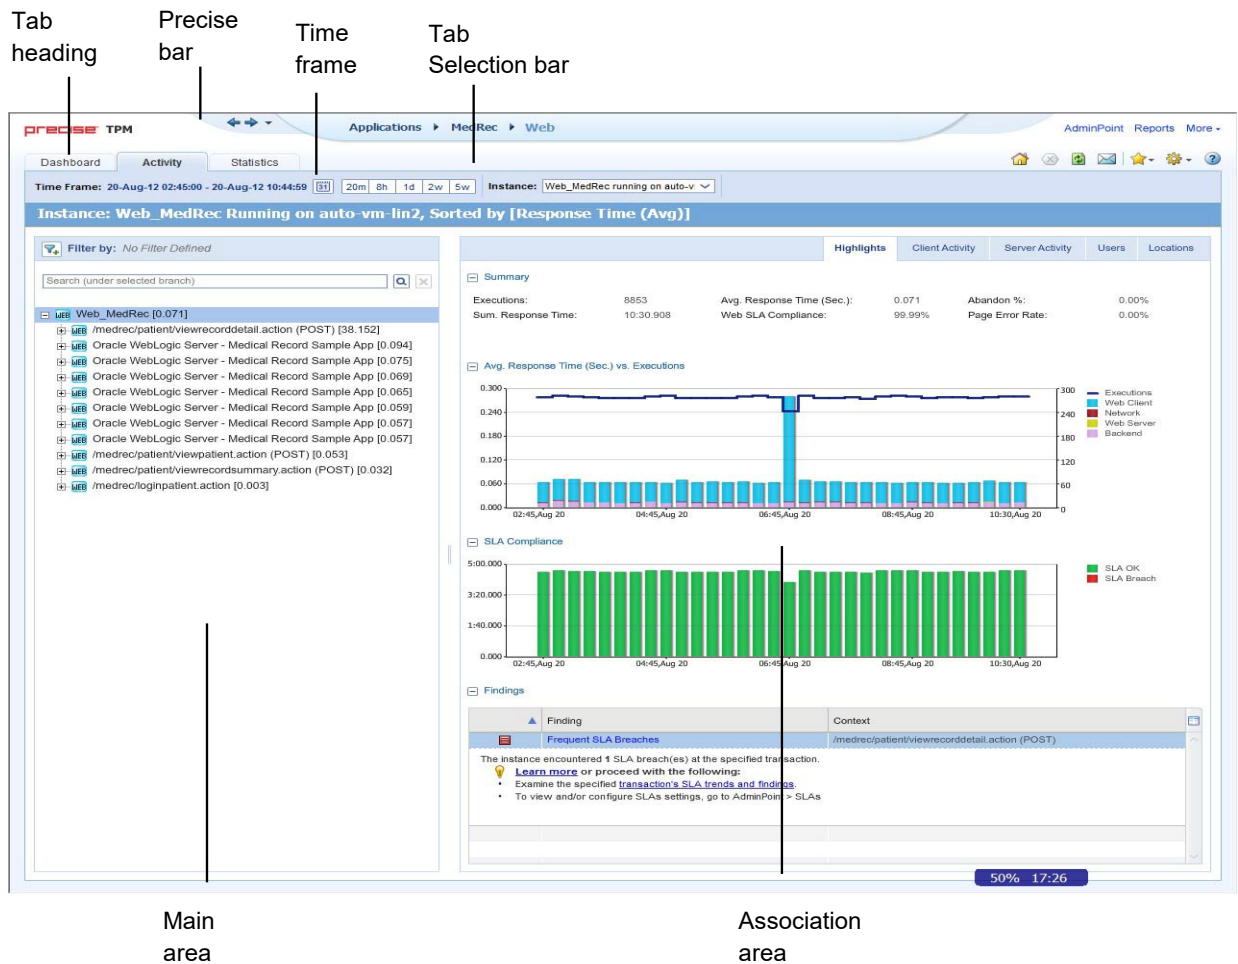 Tab
heading
Precise
bar
Time
frame
Tab
Selection bar
precise TPM
Applications MedRec Web
AdminPoint Reports More
Dashboard Activity Statistics
Time Frame: 20-Aug-12 02:45:00 - 20-Aug-12 10:44:59 31 20m 8h 1d 2w 5w Instance: Web_MedRec running on auto-v
Instance: Web_MedRec Running on auto-vm-lin2, Sorted by [Response Time (Avg)]
Filter by: No Filter Defined
Search (under selected branch)
WEB Web_MedRec [0.071]
WEB /medrec/patient/viewrecorddetail.action (POST) [38.152]
WEB Oracle WebLogic Server - Medical Record Sample App [0.094]
WEB Oracle WebLogic Server - Medical Record Sample App [0.075]
WEB Oracle WebLogic Server - Medical Record Sample App [0.069]
WEB Oracle WebLogic Server - Medical Record Sample App [0.065]
WEB Oracle WebLogic Server - Medical Record Sample App [0.059]
WEB Oracle WebLogic Server - Medical Record Sample App [0.057]
WEB Oracle WebLogic Server - Medical Record Sample App [0.057]
WEB /medrec/patient/viewpatient.action (POST) [0.053]
WEB /medrec/patient/viewrecordsummary.action (POST) [0.032]
WEB /medrec/loginpatient.action [0.003]
Highlights Client Activity Server Activity Users Locations
Summary
Executions: 8853 Avg. Response Time (Sec.): 0.071 Abandon %: 0.00%
Sum. Response Time: 10:30.908 Web SLA Compliance: 99.99% Page Error Rate: 0.00%
Avg. Response Time (Sec.) vs. Executions
0.300 300
0.240 240
0.180 180
0.120 120
0.060 60
0.000 0
02:45,Aug 20 04:45,Aug 20 06:45,Aug 20 08:45,Aug 20 10:30,Aug 20
Executions
Web Client
Network
Web Server
Backend
SLA Compliance
5:00.000
3:20.000
1:40.000
0.000
02:45,Aug 20 04:45,Aug 20 06:45,Aug 20 08:45,Aug 20 10:30,Aug 20
SLA OK
SLA Breach
Findings
Finding Context
Frequent SLA Breaches /medrec/patient/viewrecorddetail.action (POST)
The instance encountered 1 SLA breach(es) at the specified transaction.
Learn more or proceed with the following:
• Examine the specified transaction's SLA trends and findings.
• To view and/or configure SLAs settings, go to AdminPoint > SLAs
50% 17:26
Main
area
Association
area